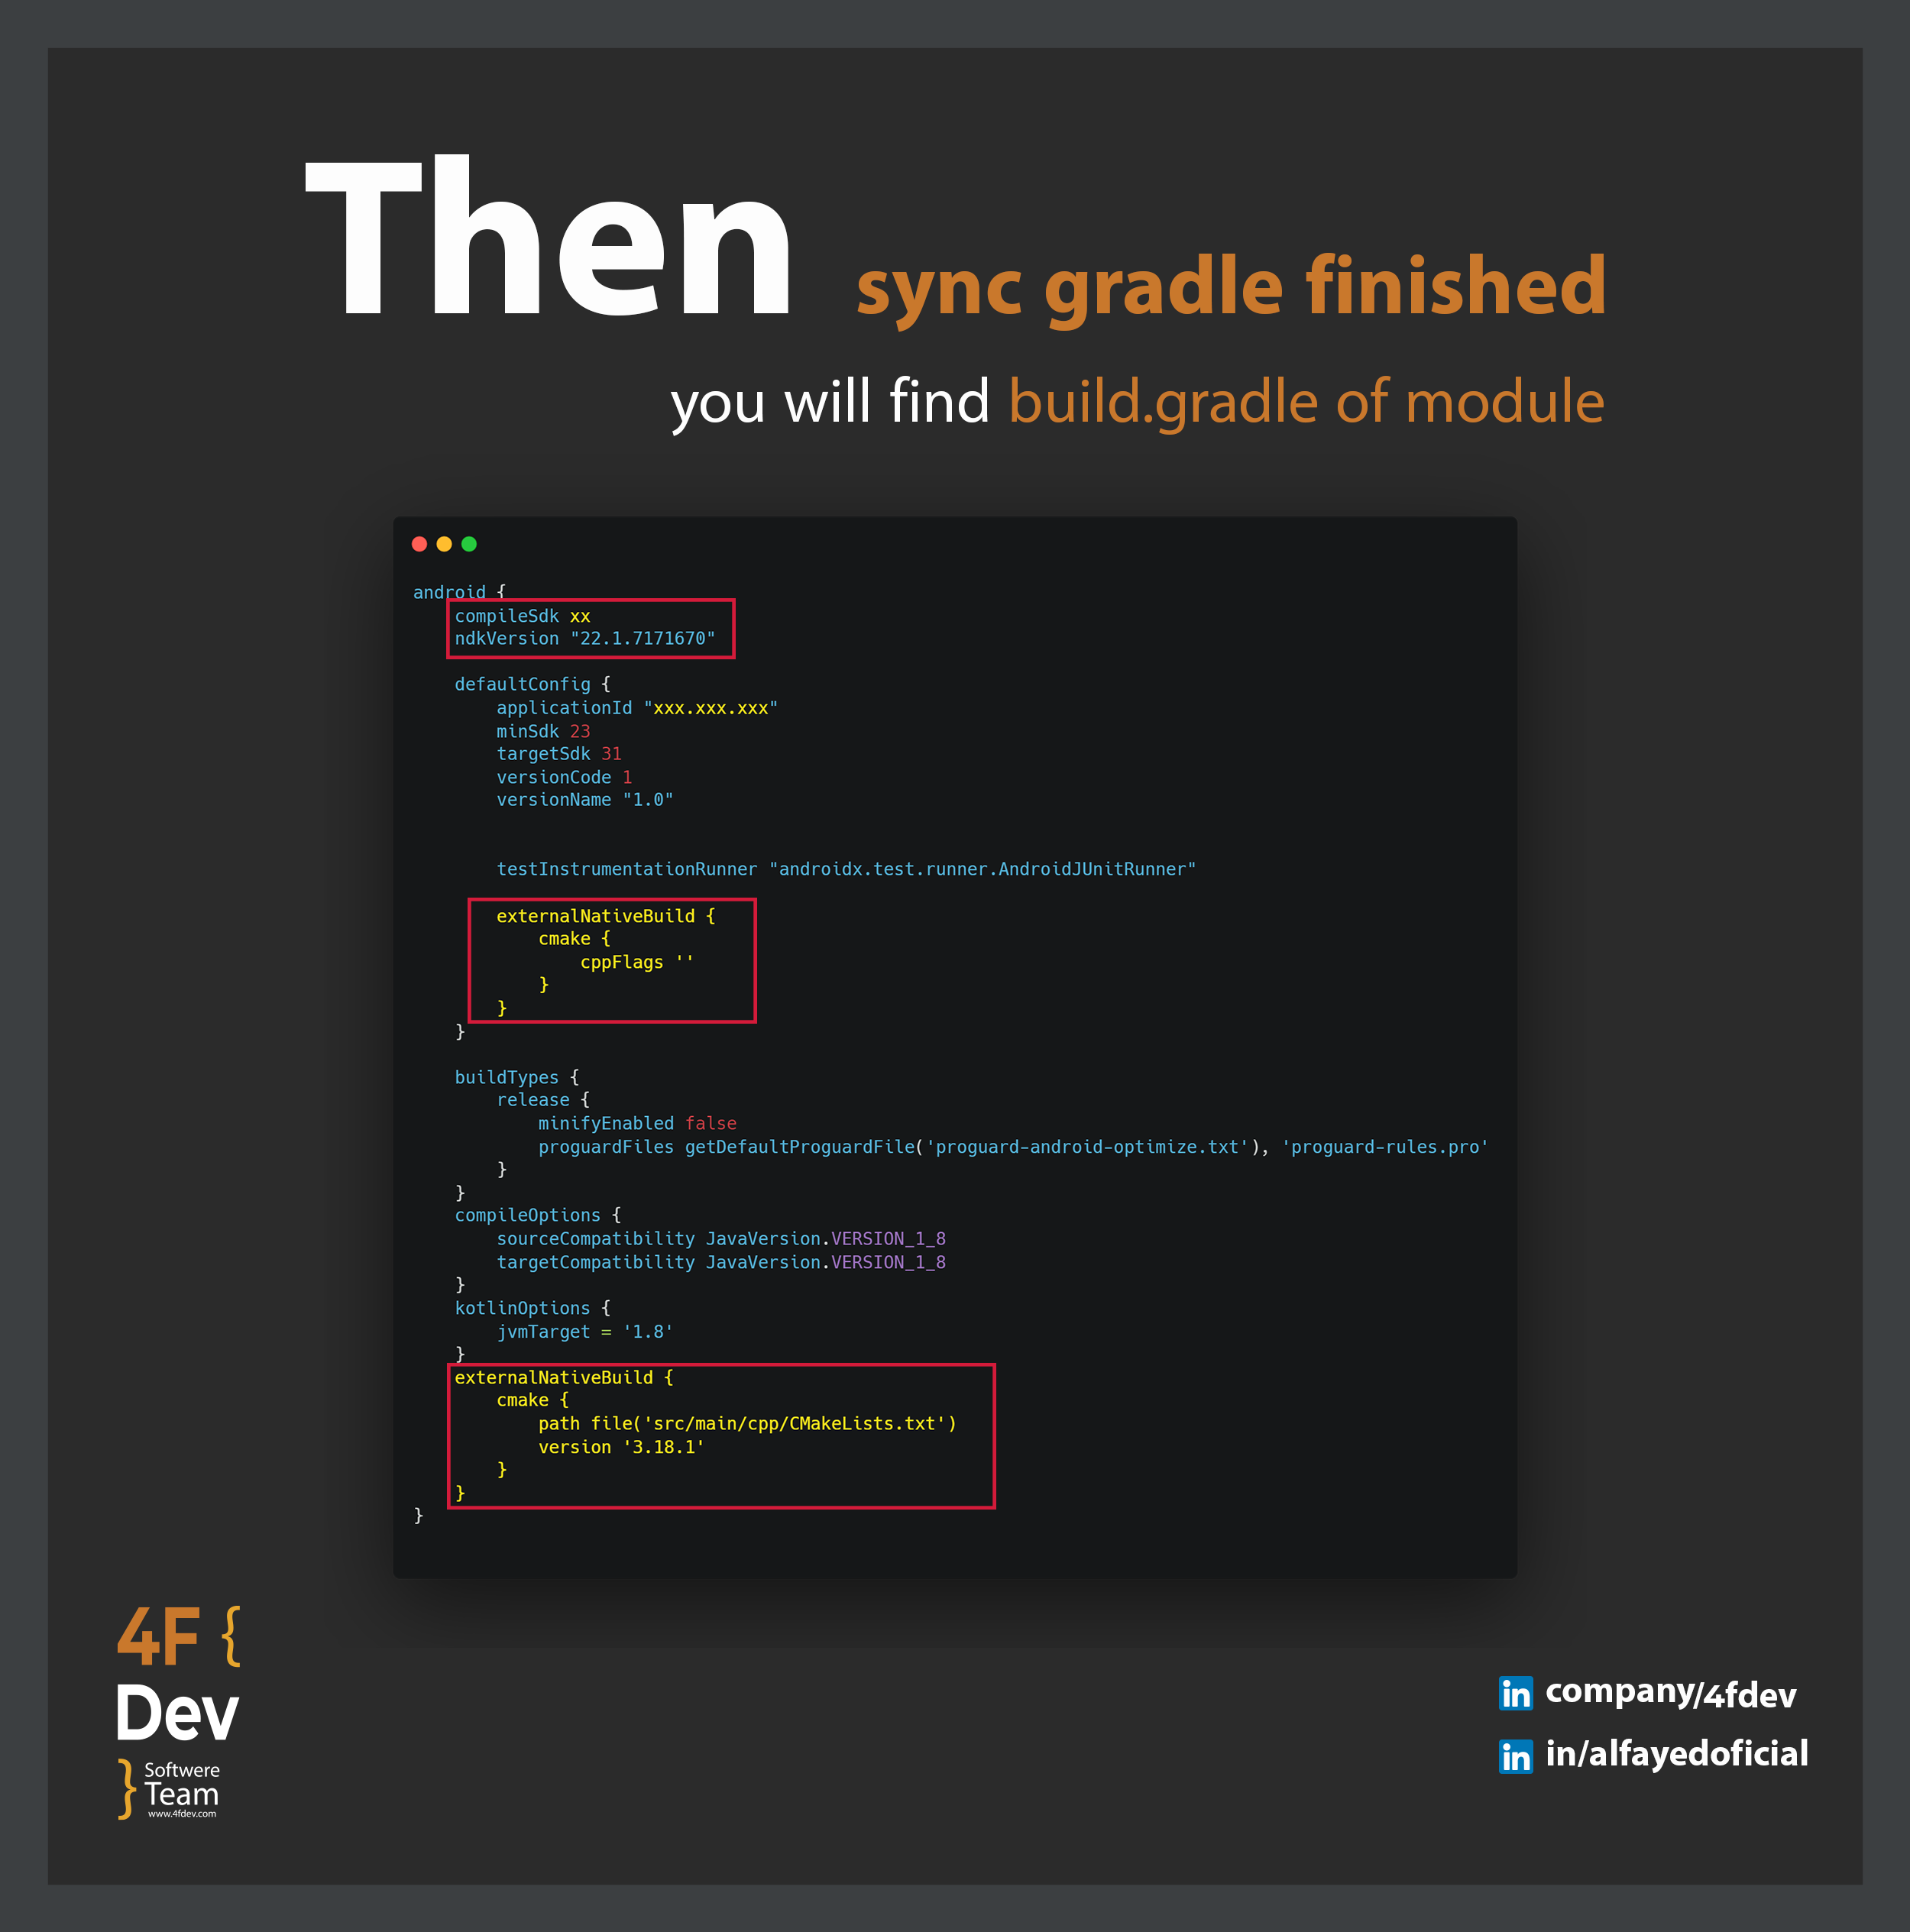 Then sync gradle finished
you will find build.gradle of module
android {
    compileSdk xx
    ndkVersion "22.1.7171670"
    defaultConfig {
        applicationId "xxx.xxx.xxx"
        minSdk 23
        targetSdk 31
        versionCode 1
        versionName "1.0"
        testInstrumentationRunner "androidx.test.runner.AndroidJUnitRunner"
        externalNativeBuild {
            cmake {
                cppFlags ''
            }
        }
    }
    buildTypes {
        release {
            minifyEnabled false
            proguardFiles getDefaultProguardFile('proguard-android-optimize.txt'), 'proguard-rules.pro'
        }
    }
    compileOptions {
        sourceCompatibility JavaVersion.VERSION_1_8
        targetCompatibility JavaVersion.VERSION_1_8
    }
    kotlinOptions {
        jvmTarget = '1.8'
    }
    externalNativeBuild {
        cmake {
            path file('src/main/cpp/CMakeLists.txt')
            version '3.18.1'
        }
    }
}
4F {
Dev
} Softwere
Team
www.4fdev.com
in company/4fdev
in in/alfayedoficial